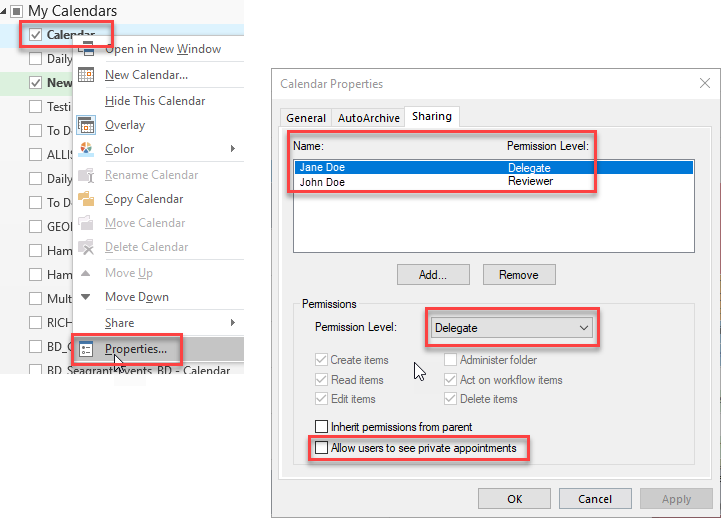 My Calendars
Calendar
Open in New Window
Daily
New Calendar...
New
Hide This Calendar
Testi
Overlay
To D
Color
ALLIS
Rename Calendar
Daily
Copy Calendar
To D
Move Calendar
GEO
Delete Calendar
Ham
Move Up
Ham
Move Down
Mult
Share
RICH
Properties...
BD_
BD_Seagrant Events_BD - Calendar
Calendar Properties
General AutoArchive Sharing
Name: Permission Level:
Jane Doe Delegate
John Doe Reviewer
Add... Remove
Permissions
Permission Level: Delegate
Create items Administer folder
Read items Act on workflow items
Edit items Delete items
Inherit permissions from parent
Allow users to see private appointments
OK Cancel Apply